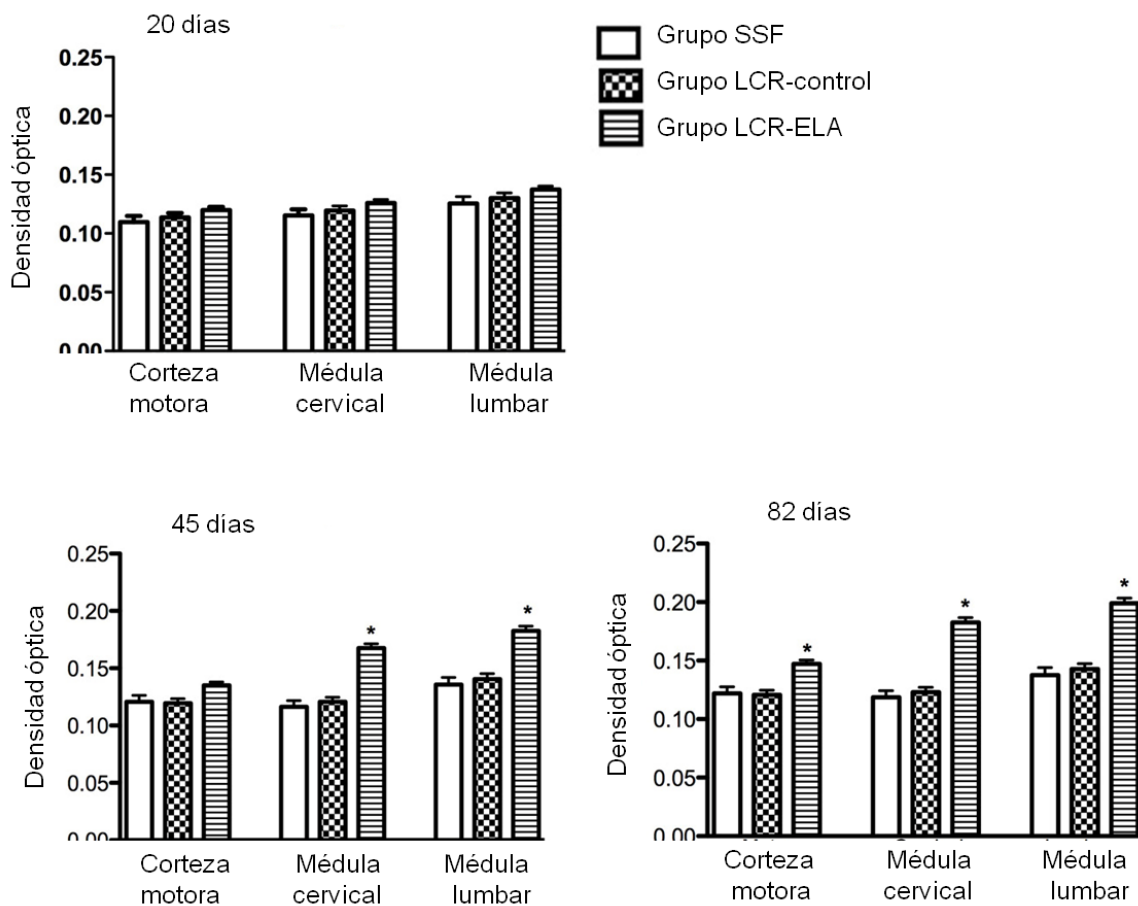 20 días
Grupo SSF
Grupo LCR-control
Grupo LCR-ELA
Densidad óptica
0.25
0.20
0.15
0.10
0.05
0.00
Corteza motora
Médula cervical
Médula lumbar
45 días
Densidad óptica
0.25
0.20
0.15
0.10
0.05
0.00
*
*
Corteza motora
Médula cervical
Médula lumbar
82 días
Densidad óptica
0.25
0.20
0.15
0.10
0.05
0.00
*
*
*
Corteza motora
Médula cervical
Médula lumbar